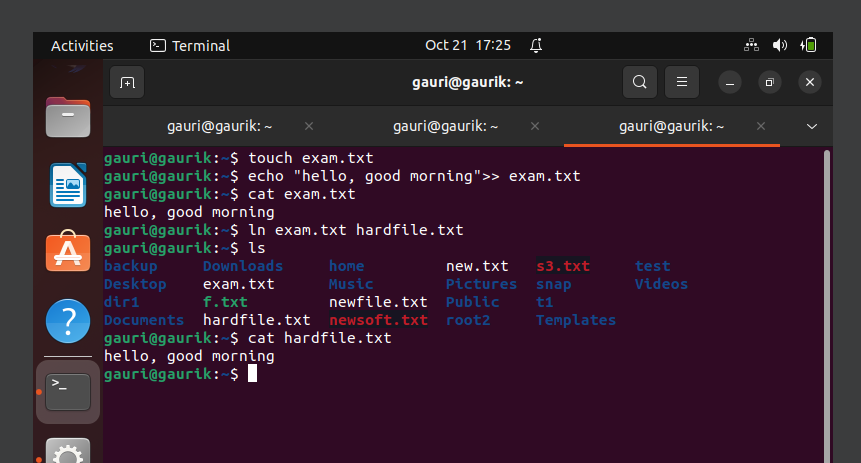 Activities Terminal Oct 21 17:25
gauri@gaurik: ~
gauri@gaurik: ~ × gauri@gaurik: ~ × gauri@gaurik: ~ ×
gauri@gaurik:~$ touch exam.txt
gauri@gaurik:~$ echo "hello, good morning">> exam.txt
gauri@gaurik:~$ cat exam.txt
hello, good morning
gauri@gaurik:~$ ln exam.txt hardfile.txt
gauri@gaurik:~$ ls
backup Downloads home new.txt s3.txt test
Desktop exam.txt Music Pictures snap Videos
dir1 f.txt newfile.txt Public t1
Documents hardfile.txt newsoft.txt root2 Templates
gauri@gaurik:~$ cat hardfile.txt
hello, good morning
gauri@gaurik:~$